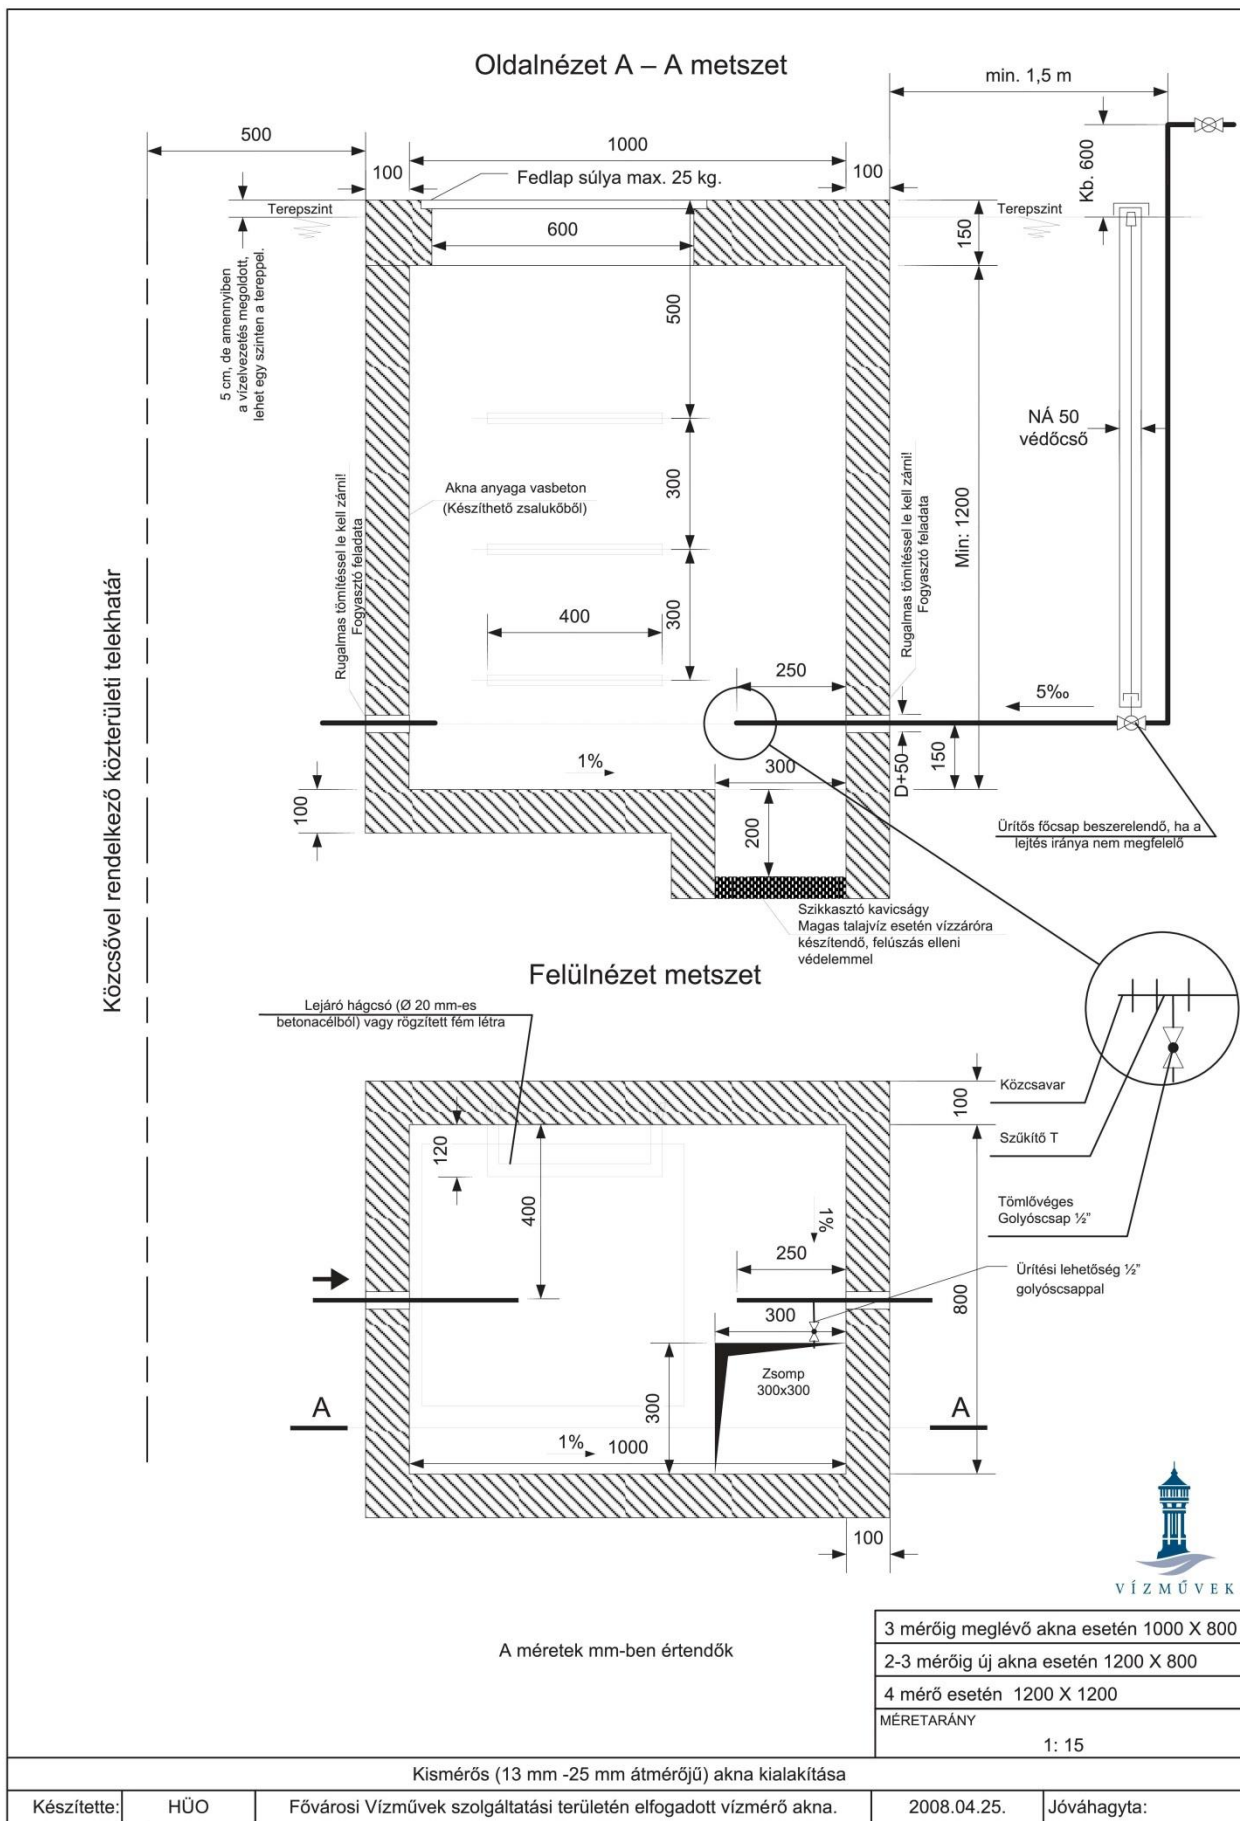 Oldalnézet A – A metszet
min. 1,5 m
500
1000
100
100
Fedlap súlya max. 25 kg.
Kb. 600
Terepszint
Terepszint
600
150
5 cm, de amennyiben
a vízelvezetés megoldott,
lehet egy szinten a tereppel.
500
NÁ 50
védőcső
Akna anyaga vasbeton
(Készíthető zsalukőből)
300
Rugalmas tömítéssel le kell zárni!
Fogyasztó feladata
Rugalmas tömítéssel le kell zárni!
Fogyasztó feladata
Min: 1200
Közcsővel rendelkező közterületi telekhatár
400
300
250
5‰
1%
300
D+50
150
100
200
Ürítős főcsap beszerelendő, ha a
lejtés iránya nem megfelelő
Szikkasztó kavicságy
Magas talajvíz esetén vízzáróra
készítendő, felúszás elleni
védelemmel
Felülnézet metszet
Lejáró hágcsó (Ø 20 mm-es
betonacélból) vagy rögzített fém létra
Közcsavar
100
Szűkítő T
120
400
1%
Tömlővéges
Golyóscsap ½”
250
Ürítési lehetőség ½”
golyóscsappal
800
300
Zsomp
300x300
300
A
A
1%
1000
100
VÍZMŰVEK
A méretek mm-ben értendők
3 mérőig meglévő akna esetén 1000 X 800
2-3 mérőig új akna esetén 1200 X 800
4 mérő esetén 1200 X 1200
MÉRETARÁNY
1: 15
Kismérős (13 mm -25 mm átmérőjű) akna kialakítása
Készítette:
HÜO
Fővárosi Vízművek szolgáltatási területén elfogadott vízmérő akna.
2008.04.25.
Jóváhagyta: